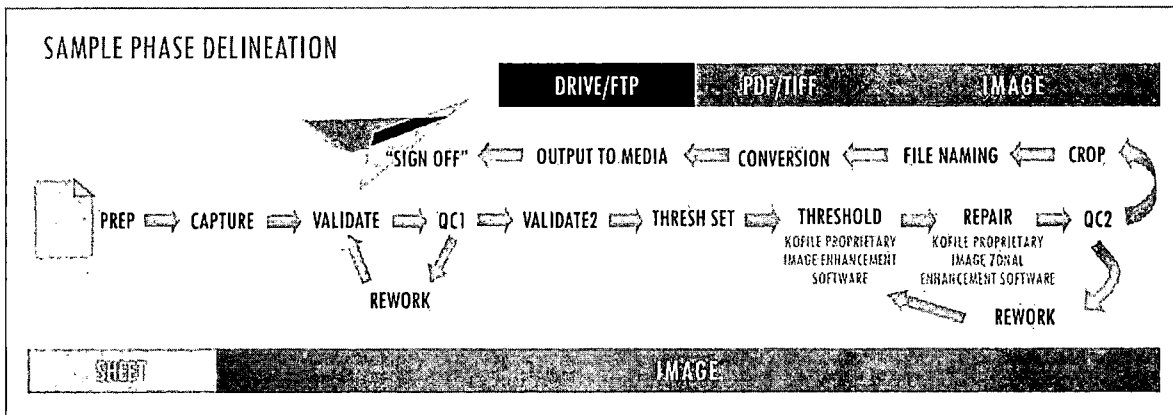 SAMPLE PHASE DELINEATION
DRIVE/FTP PDF/TIFF IMAGE
"SIGN OFF" OUTPUT TO MEDIA CONVERSION FILE NAMING CROP
PREP CAPTURE VALIDATE QC1 VALIDATE2 THRESH SET THRESHOLD REPAIR QC2
KOFILE PROPRIETARY
IMAGE ENHANCEMENT
SOFTWARE
KOFILE PROPRIETARY
IMAGE ZONAL
ENHANCEMENT SOFTWARE
REWORK
REWORK
SHEET IMAGE